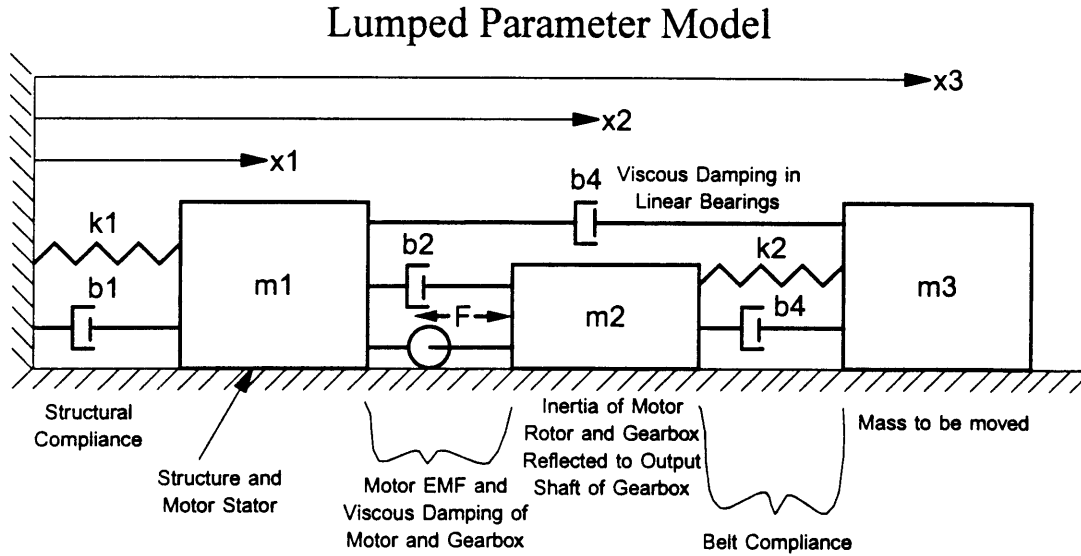 Lumped Parameter Model
x3
x2
x1
b4
Viscous Damping in
Linear Bearings
k1
b2
k2
b1
m1
F
m2
b4
m3
Structural
Compliance
Structure and
Motor Stator
Motor EMF and
Viscous Damping of
Motor and Gearbox
Inertia of Motor
Rotor and Gearbox
Reflected to Output
Shaft of Gearbox
Belt Compliance
Mass to be moved